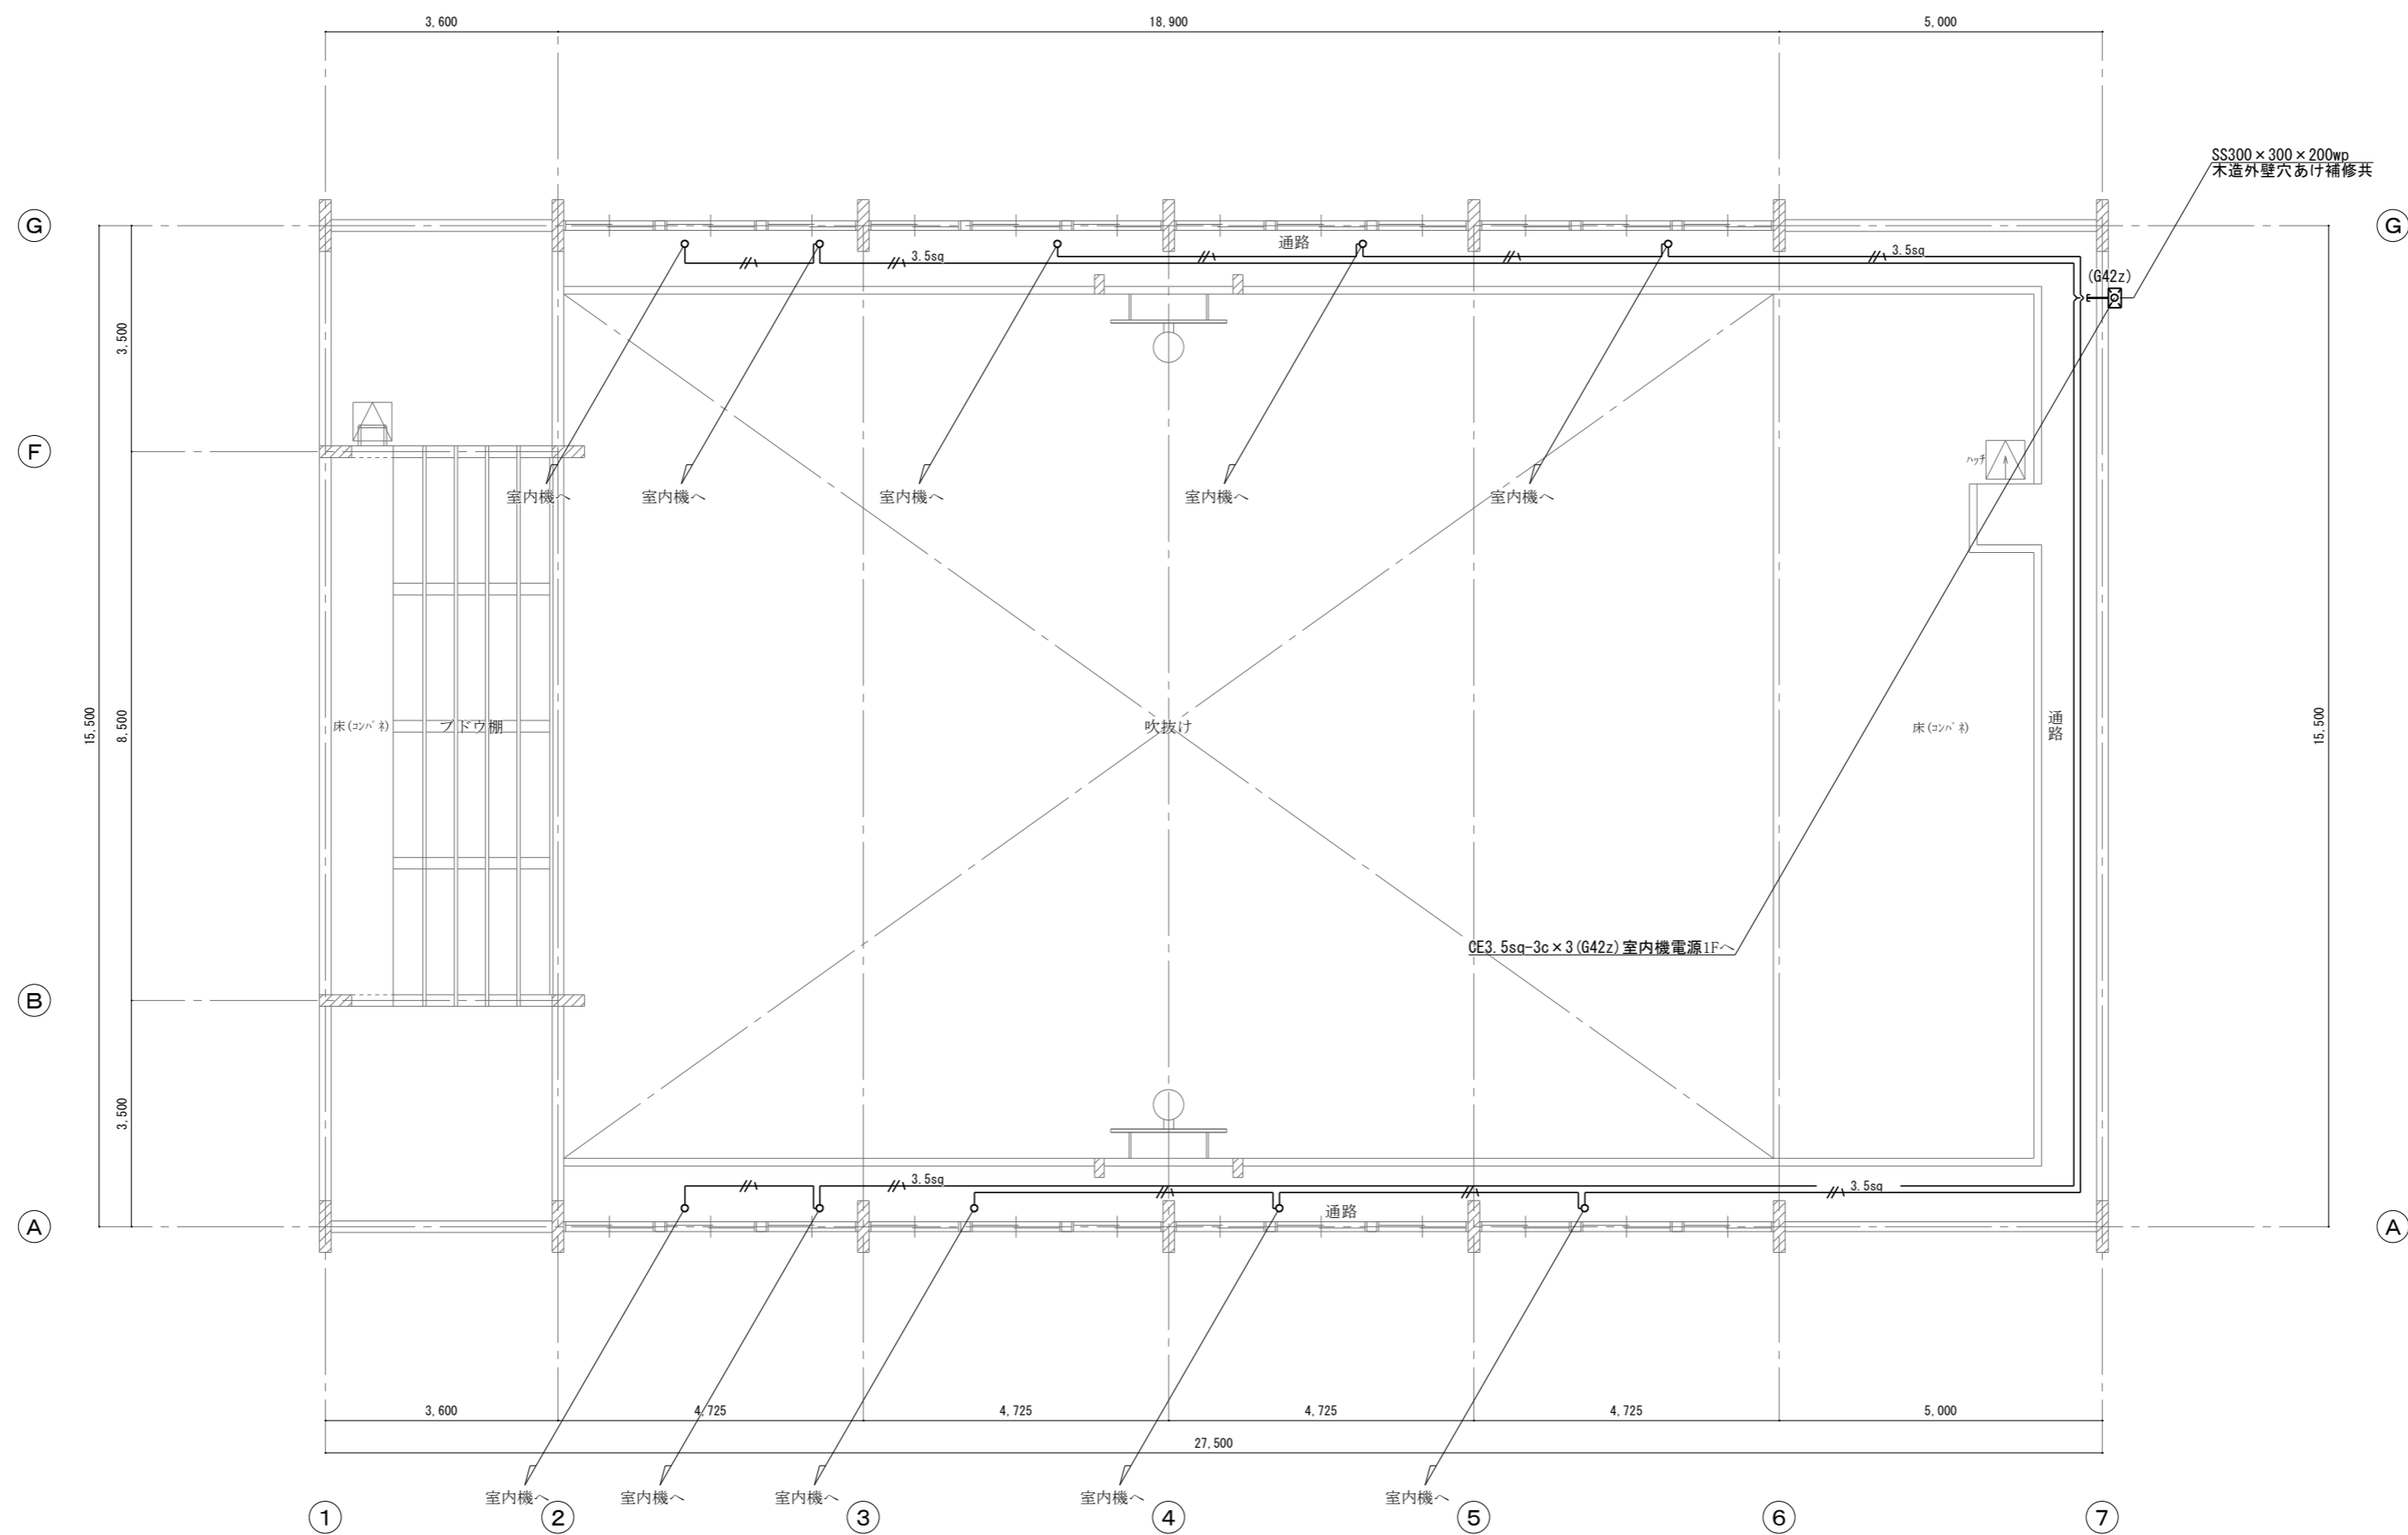 3,600
18,900
5,000
SS300×300×200wp
木造外壁穴あけ補修共
G
G
通路
3.5sq
3.5sq
(G42z)
3,500
F
ハッチ
室内機へ
室内機へ
室内機へ
室内機へ
室内機へ
15,500
8,500
床(コンパネ)
ブドウ棚
吹抜け
床(コンパネ)
通路
15,500
CE3.5sq-3c×3(G42z)室内機電源1Fへ
B
3,500
3.5sq
3.5sq
通路
A
A
3,600
4,725
4,725
4,725
4,725
5,000
27,500
室内機へ
室内機へ
室内機へ
室内機へ
室内機へ
1
2
3
4
5
6
7